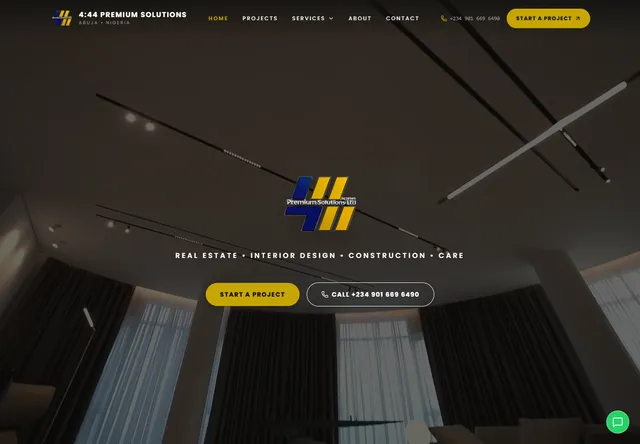 4:44 PREMIUM SOLUTIONS
ABUJA • NIGERIA
HOME PROJECTS SERVICES ABOUT CONTACT
+234 901 669 6490
START A PROJECT
Premium Solutions Ltd
REAL ESTATE • INTERIOR DESIGN • CONSTRUCTION • CARE
START A PROJECT
CALL +234 901 669 6490